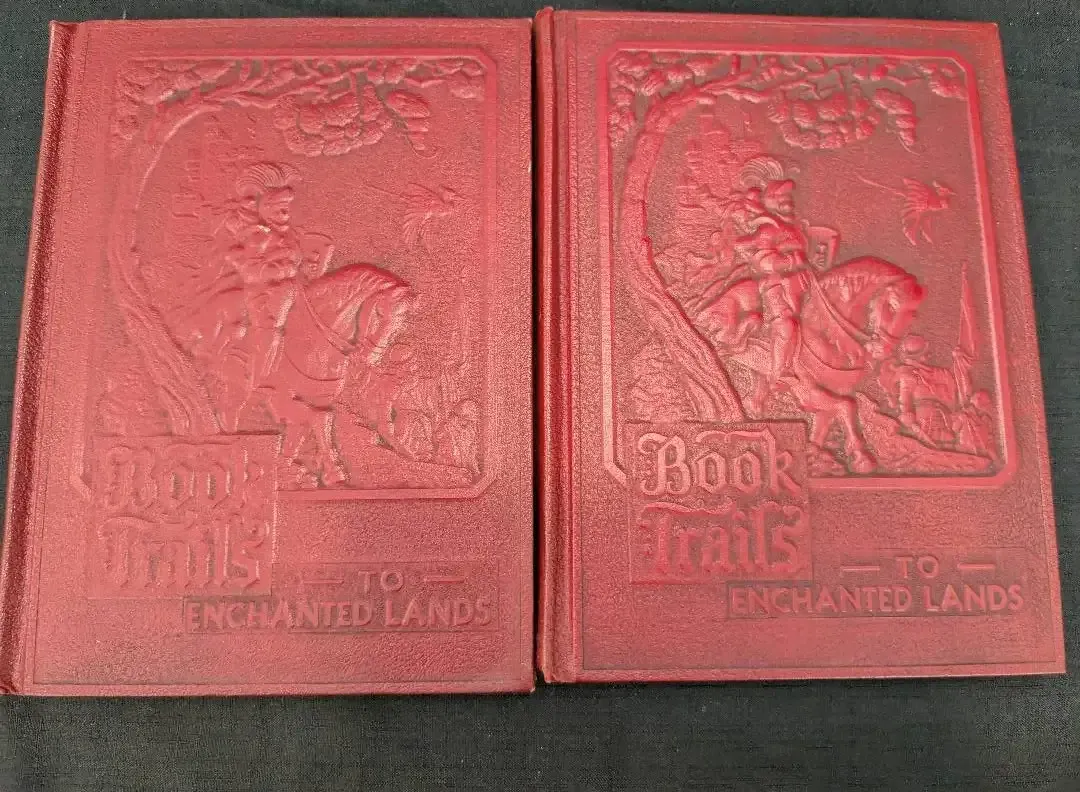 Book
Trails
— TO —
ENCHANTED LANDS
Book
Trails
— TO —
ENCHANTED LANDS